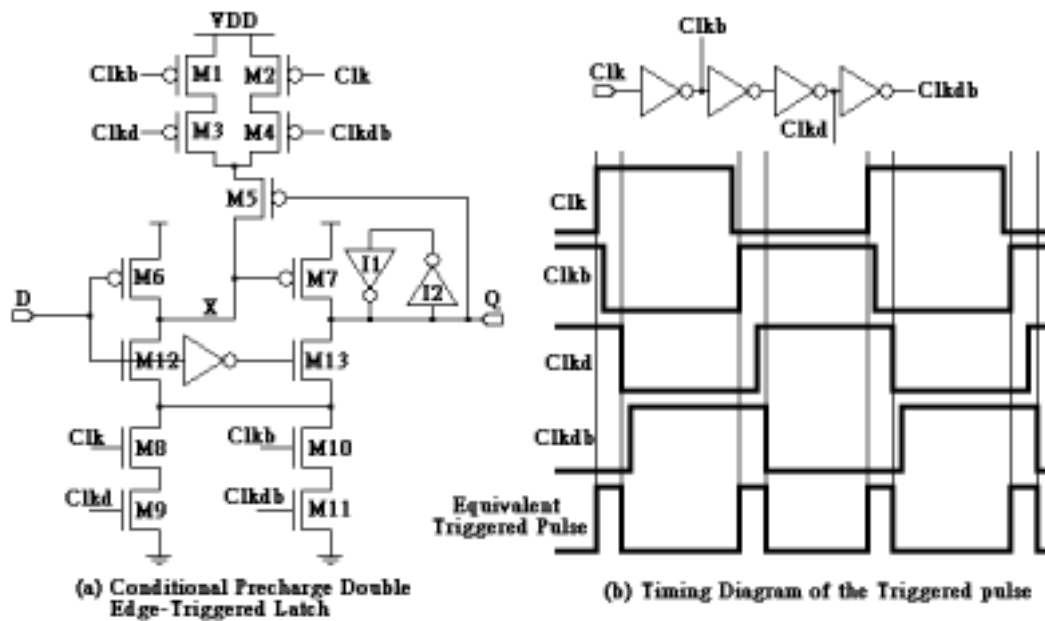 VDD
Clkb
M1
M2
Clk
Clkd
M3
M4
Clkdb
M5
M6
M7
I1
I2
D
X
Q
M12
M13
Clk
M8
Clkb
M10
Clkd
M9
Clkdb
M11
(a) Conditional Precharge Double
Edge-Triggered Latch
Clkb
Clk
Clkdb
Clkd
Clk
Clkb
Clkd
Clkdb
Equivalent
Triggered Pulse
(b) Timing Diagram of the Triggered pulse